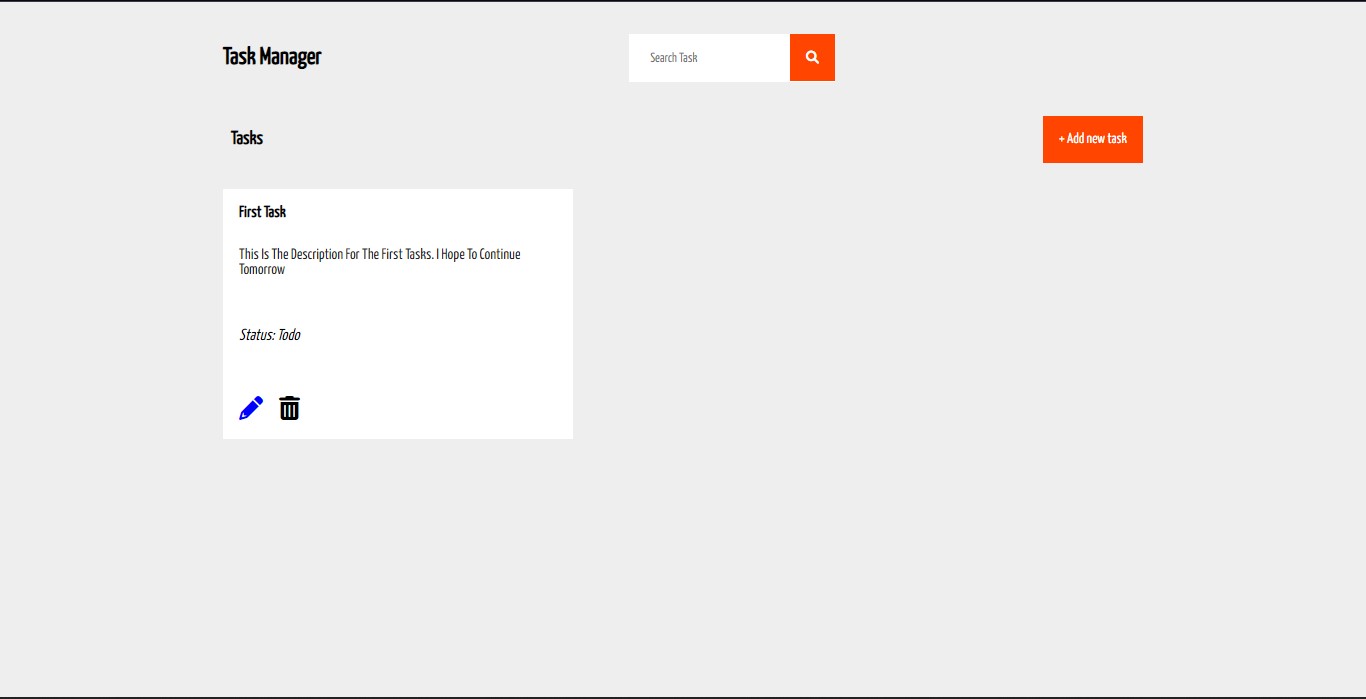 Task Manager
Search Task
Tasks
+ Add new task
First Task
This Is The Description For The First Tasks. I Hope To Continue
Tomorrow
Status: Todo